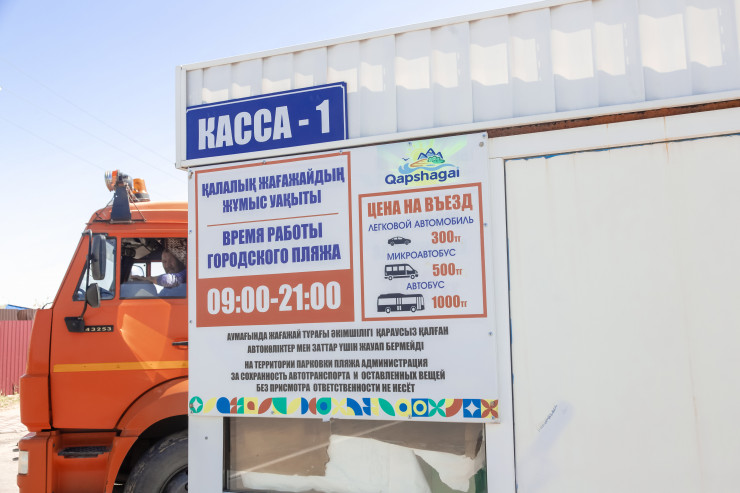 КАССА - 1
ҚАЛАЛЫҚ ЖАҒАЖАЙДЫҢ
ЖҰМЫС УАҚЫТЫ
ВРЕМЯ РАБОТЫ
ГОРОДСКОГО ПЛЯЖА
09:00-21:00
Qapshagai
ЦЕНА НА ВЪЕЗД
ЛЕГКОВОЙ АВТОМОБИЛЬ
300тг
МИКРОАВТОБУС
500тг
АВТОБУС
1000тг
АУМАҒЫНДА ЖАҒАЖАЙ ТҰРАҒЫ ӘКІМШІЛІГІ ҚАРАУСЫЗ ҚАЛҒАН
АВТОКӨЛІКТЕР МЕН ЗАТТАР ҮШІН ЖАУАП БЕРМЕЙДІ
НА ТЕРРИТОРИИ ПАРКОВКИ ПЛЯЖА АДМИНИСТРАЦИЯ
ЗА СОХРАННОСТЬ АВТОТРАНСПОРТА И ОСТАВЛЕННЫХ ВЕЩЕЙ
БЕЗ ПРИСМОТРА ОТВЕТСТВЕННОСТИ НЕ НЕСЁТ
43253